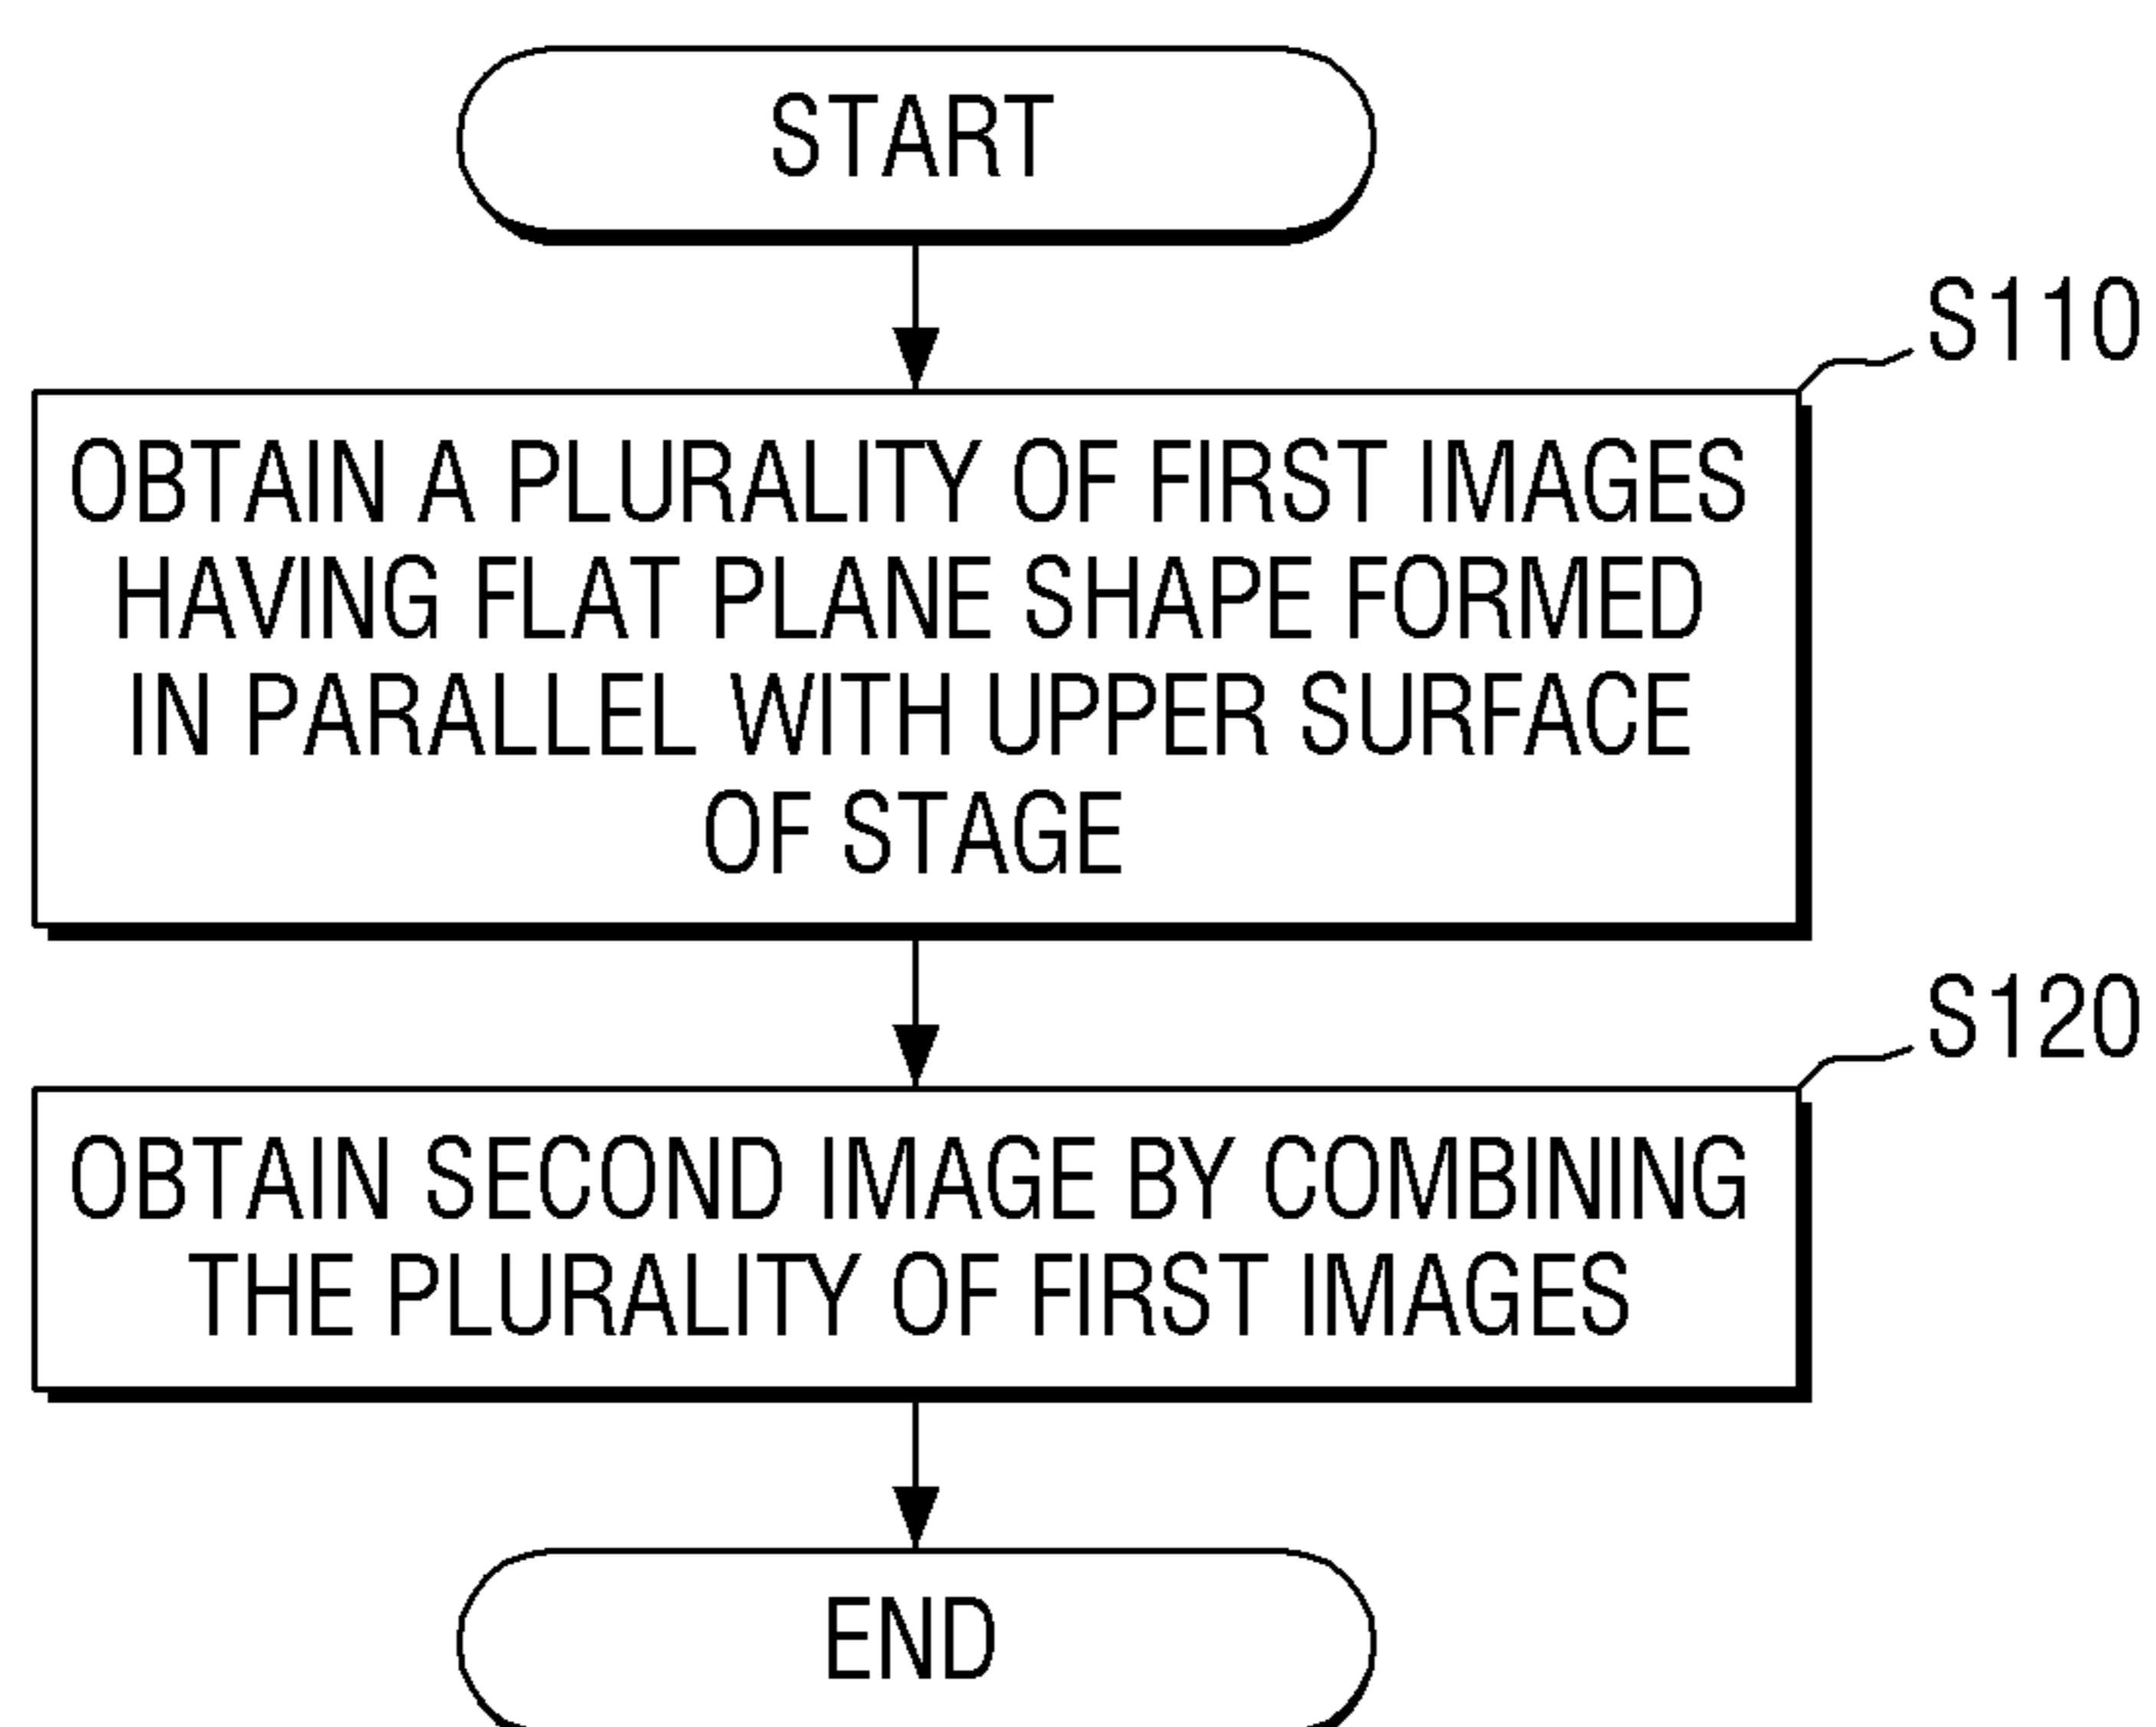 START
S110
OBTAIN A PLURALITY OF FIRST IMAGES
HAVING FLAT PLANE SHAPE FORMED
IN PARALLEL WITH UPPER SURFACE
OF STAGE
S120
OBTAIN SECOND IMAGE BY COMBINING
THE PLURALITY OF FIRST IMAGES
END